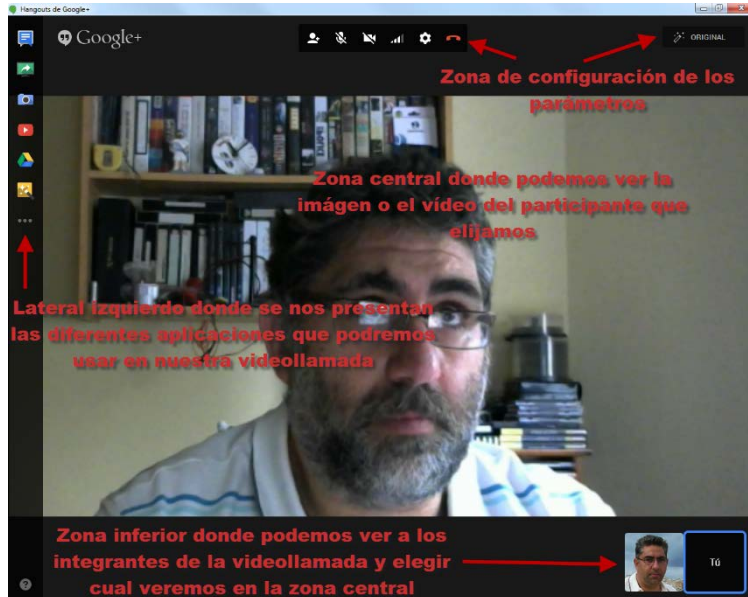 Hangouts de Google+
Google+
ORIGINAL
Zona de configuración de los
parámetros
Zona central donde podemos ver la
imágen o el vídeo del participante que
elijamos
Lateral izquierdo donde se nos presentan
las diferentes aplicaciones que podremos
usar en nuestra videollamada
Zona inferior donde podemos ver a los
integrantes de la videollamada y elegir
cual veremos en la zona central
Tú